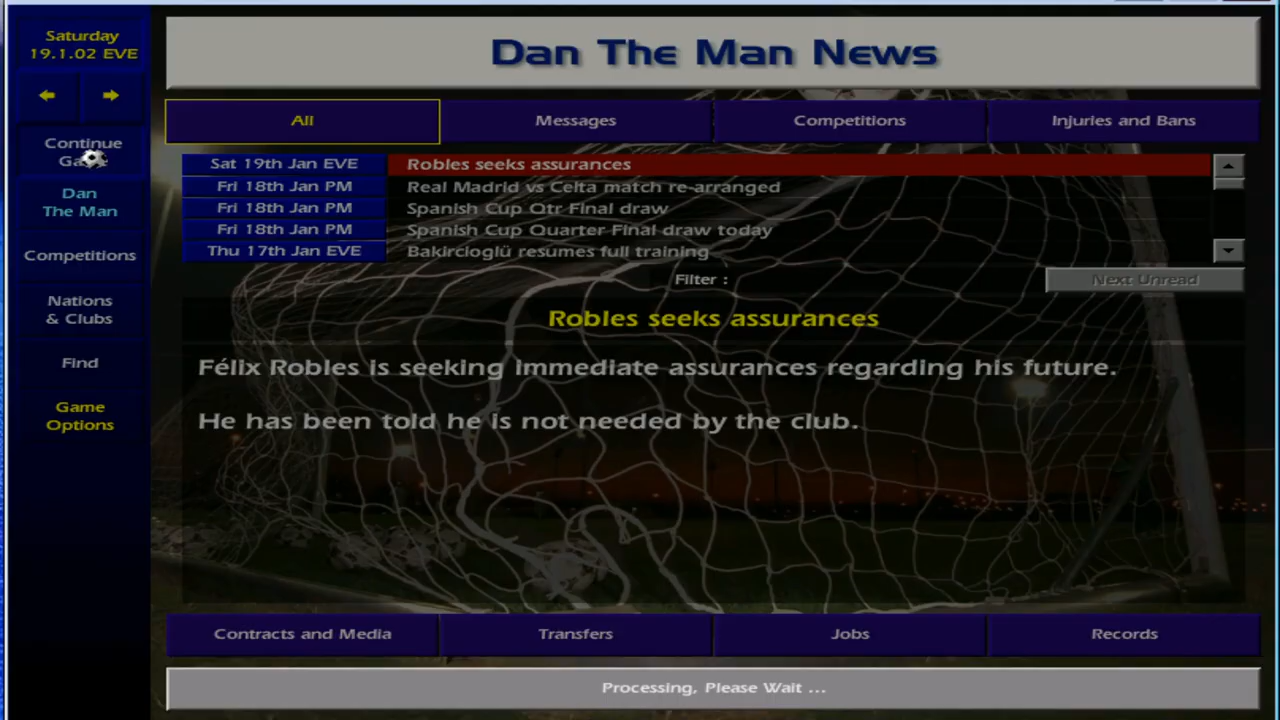 Saturday
19.1.02 EVE
Continue
Dan
The Man
Competitions
Nations
& Clubs
Find
Game
Options
Dan The Man News
All
Messages
Competitions
Injuries and Bans
Sat 19th Jan EVE Robles seeks assurances
Fri 18th Jan PM Real Madrid vs Celta match re-arranged
Fri 18th Jan PM Spanish Cup Qtr Final draw
Fri 18th Jan PM Spanish Cup Quarter Final draw today
Thu 17th Jan EVE Bakircioglü resumes full training
Filter :
Next Unread
Robles seeks assurances
Félix Robles is seeking immediate assurances regarding his future.
He has been told he is not needed by the club.
Contracts and Media
Transfers
Jobs
Records
Processing, Please Wait ...